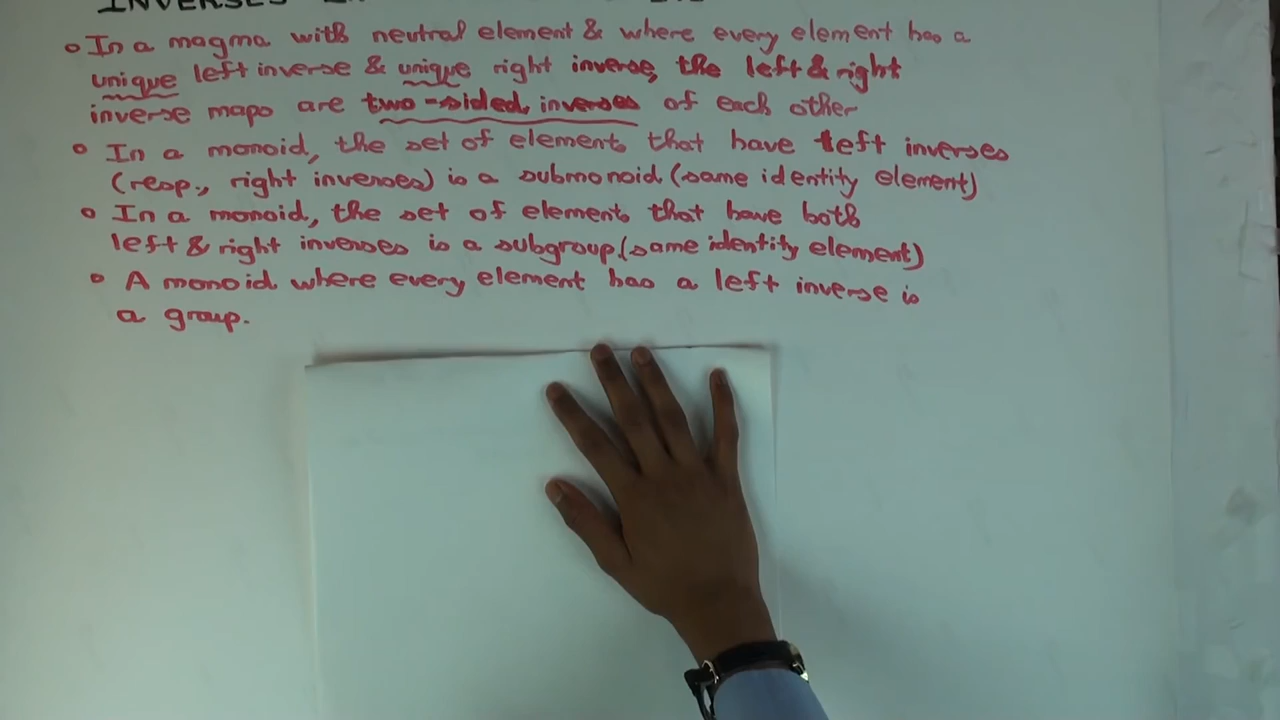 INVERSES
• In a magma with neutral element & where every element has a
unique left inverse & unique right inverse, the left & right
inverse maps are two-sided inverses of each other
• In a monoid, the set of elements that have left inverses
(resp., right inverses) is a submonoid (same identity element)
• In a monoid, the set of elements that have both
left & right inverses is a subgroup. (same identity element)
• A monoid where every element has a left inverse is
a group.